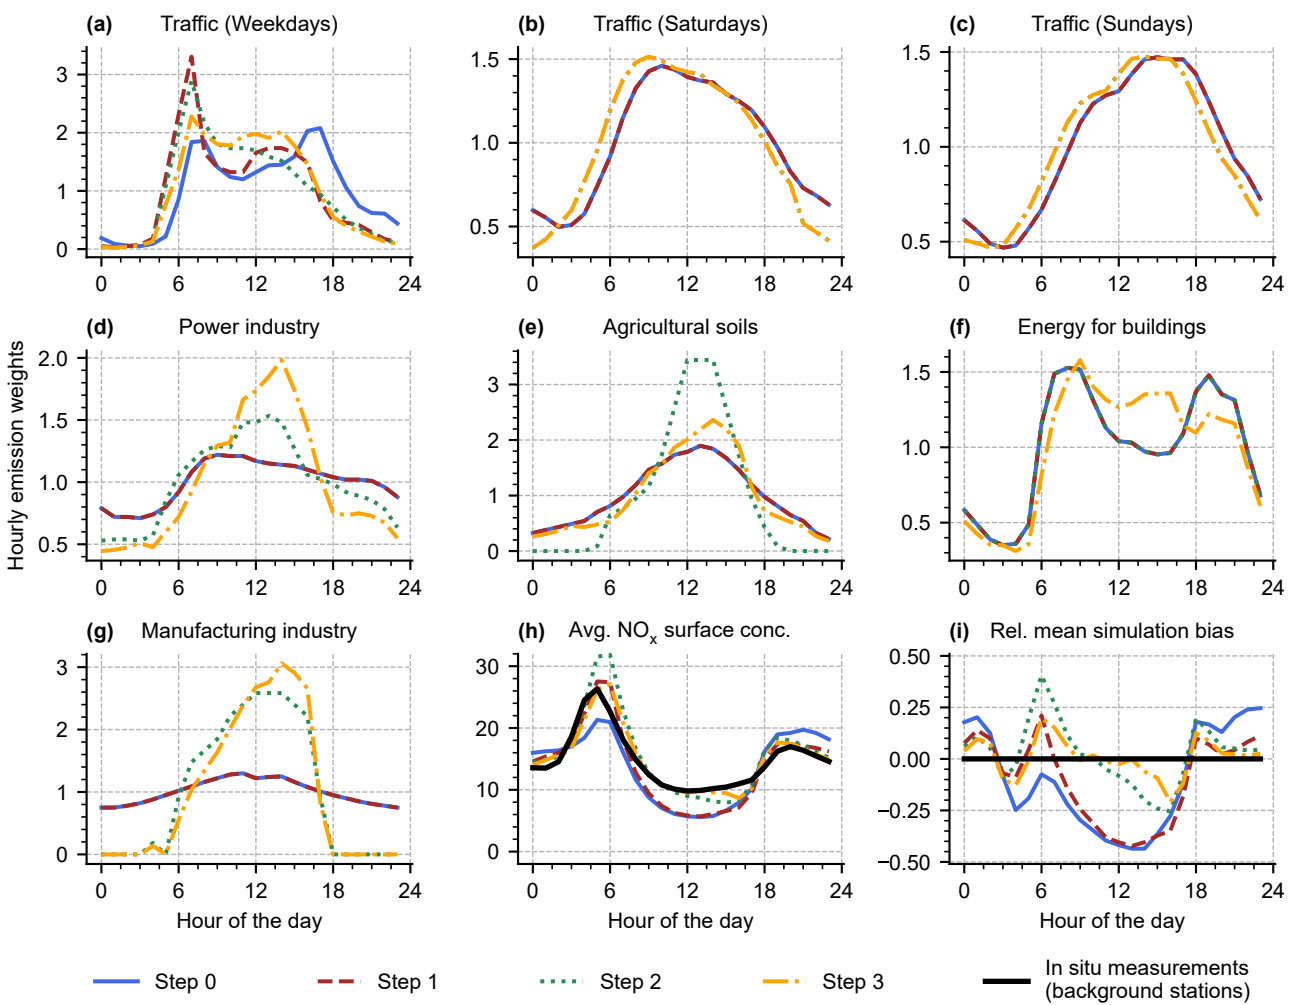 (a) Traffic (Weekdays)
(b) Traffic (Saturdays)
(c) Traffic (Sundays)
3
2
1
0
0 6 12 18 24
1.5
1.0
0.5
0 6 12 18 24
1.5
1.0
0.5
0 6 12 18 24
Hourly emission weights
(d) Power industry
(e) Agricultural soils
(f) Energy for buildings
2.0
1.5
1.0
0.5
0 6 12 18 24
3
2
1
0
0 6 12 18 24
1.5
1.0
0.5
0 6 12 18 24
(g) Manufacturing industry
(h) Avg. NOx surface conc.
(i) Rel. mean simulation bias
3
2
1
0
0 6 12 18 24
Hour of the day
30
20
10
0
0 6 12 18 24
Hour of the day
0.50
0.25
0.00
−0.25
−0.50
0 6 12 18 24
Hour of the day
Step 0
Step 1
Step 2
Step 3
In situ measurements
(background stations)